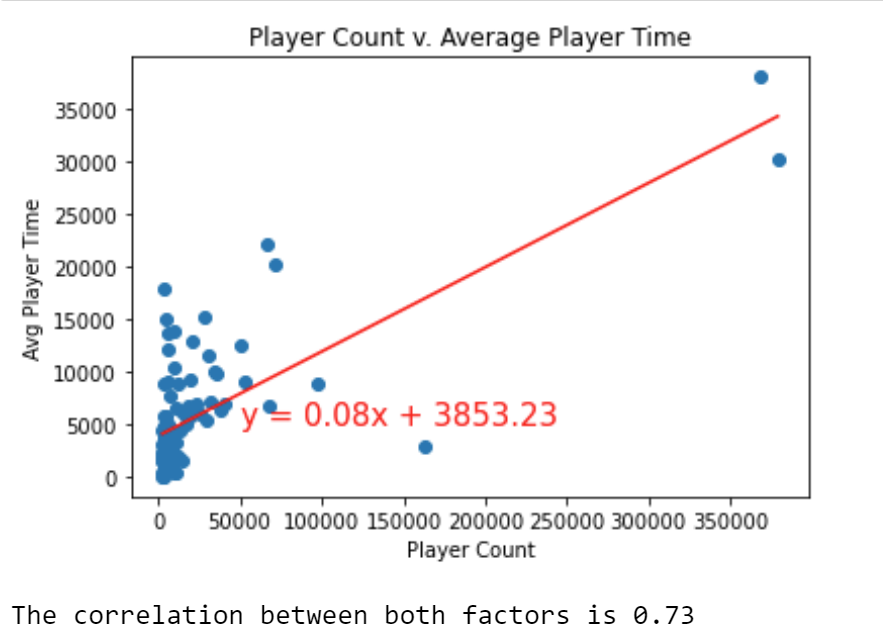 Player Count v. Average Player Time
Avg Player Time
35000
30000
25000
20000
15000
10000
5000
0
y = 0.08x + 3853.23
0 50000 100000 150000 200000 250000 300000 350000
Player Count
The correlation between both factors is 0.73